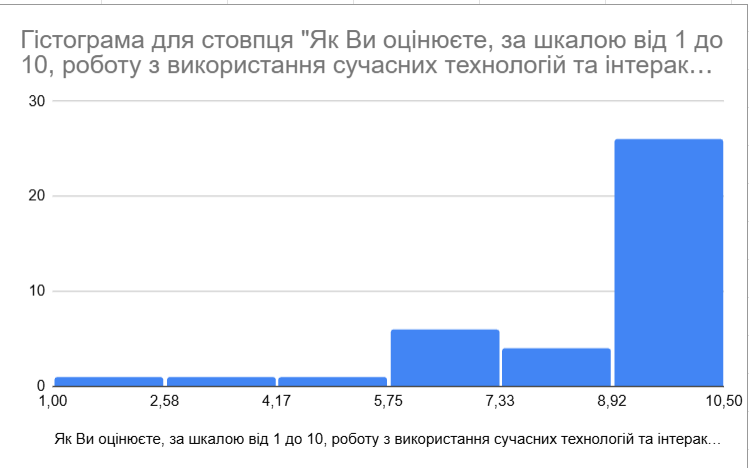 Гістограма для стовпця "Як Ви оцінюєте, за шкалою від 1 до
10, роботу з використання сучасних технологій та інтерак…
30
20
10
0
1,00 2,58 4,17 5,75 7,33 8,92 10,50
Як Ви оцінюєте, за шкалою від 1 до 10, роботу з використання сучасних технологій та інтерак…